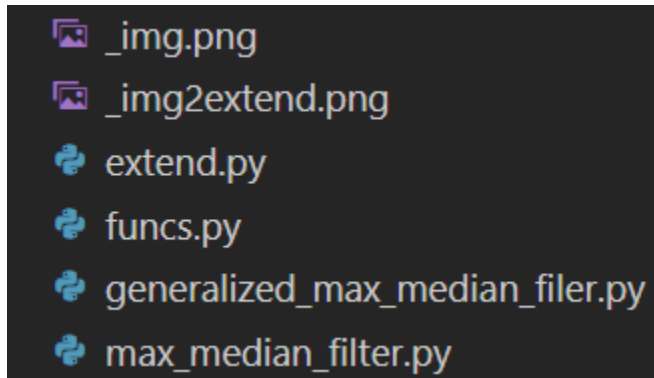 _img.png
_img2extend.png
extend.py
funcs.py
generalized_max_median_filer.py
max_median_filter.py